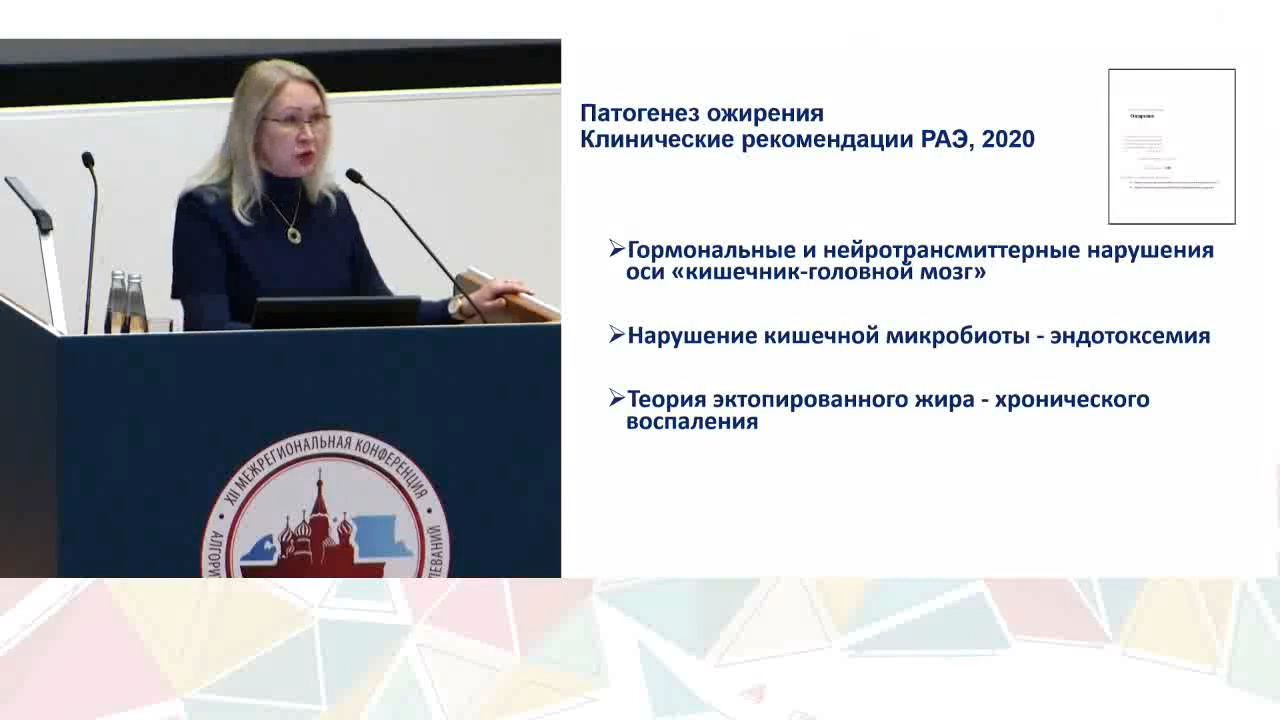 Патогенез ожирения
Клинические рекомендации РАЭ, 2020
Ожирение
➢Гормональные и нейротрансмиттерные нарушения
оси «кишечник-головной мозг»
➢Нарушение кишечной микробиоты - эндотоксемия
➢Теория эктопированного жира - хронического
воспаления
XII МЕЖРЕГИОНАЛЬНАЯ КОНФЕРЕНЦИЯ